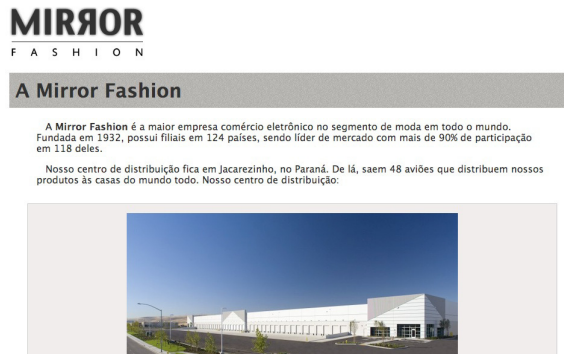 MIRЯOR
FASHION
A Mirror Fashion
A Mirror Fashion é a maior empresa comércio eletrônico no segmento de moda em todo o mundo.
Fundada em 1932, possui filiais em 124 países, sendo líder de mercado com mais de 90% de participação
em 118 deles.
Nosso centro de distribuição fica em Jacarezinho, no Paraná. De lá, saem 48 aviões que distribuem nossos
produtos às casas do mundo todo. Nosso centro de distribuição: